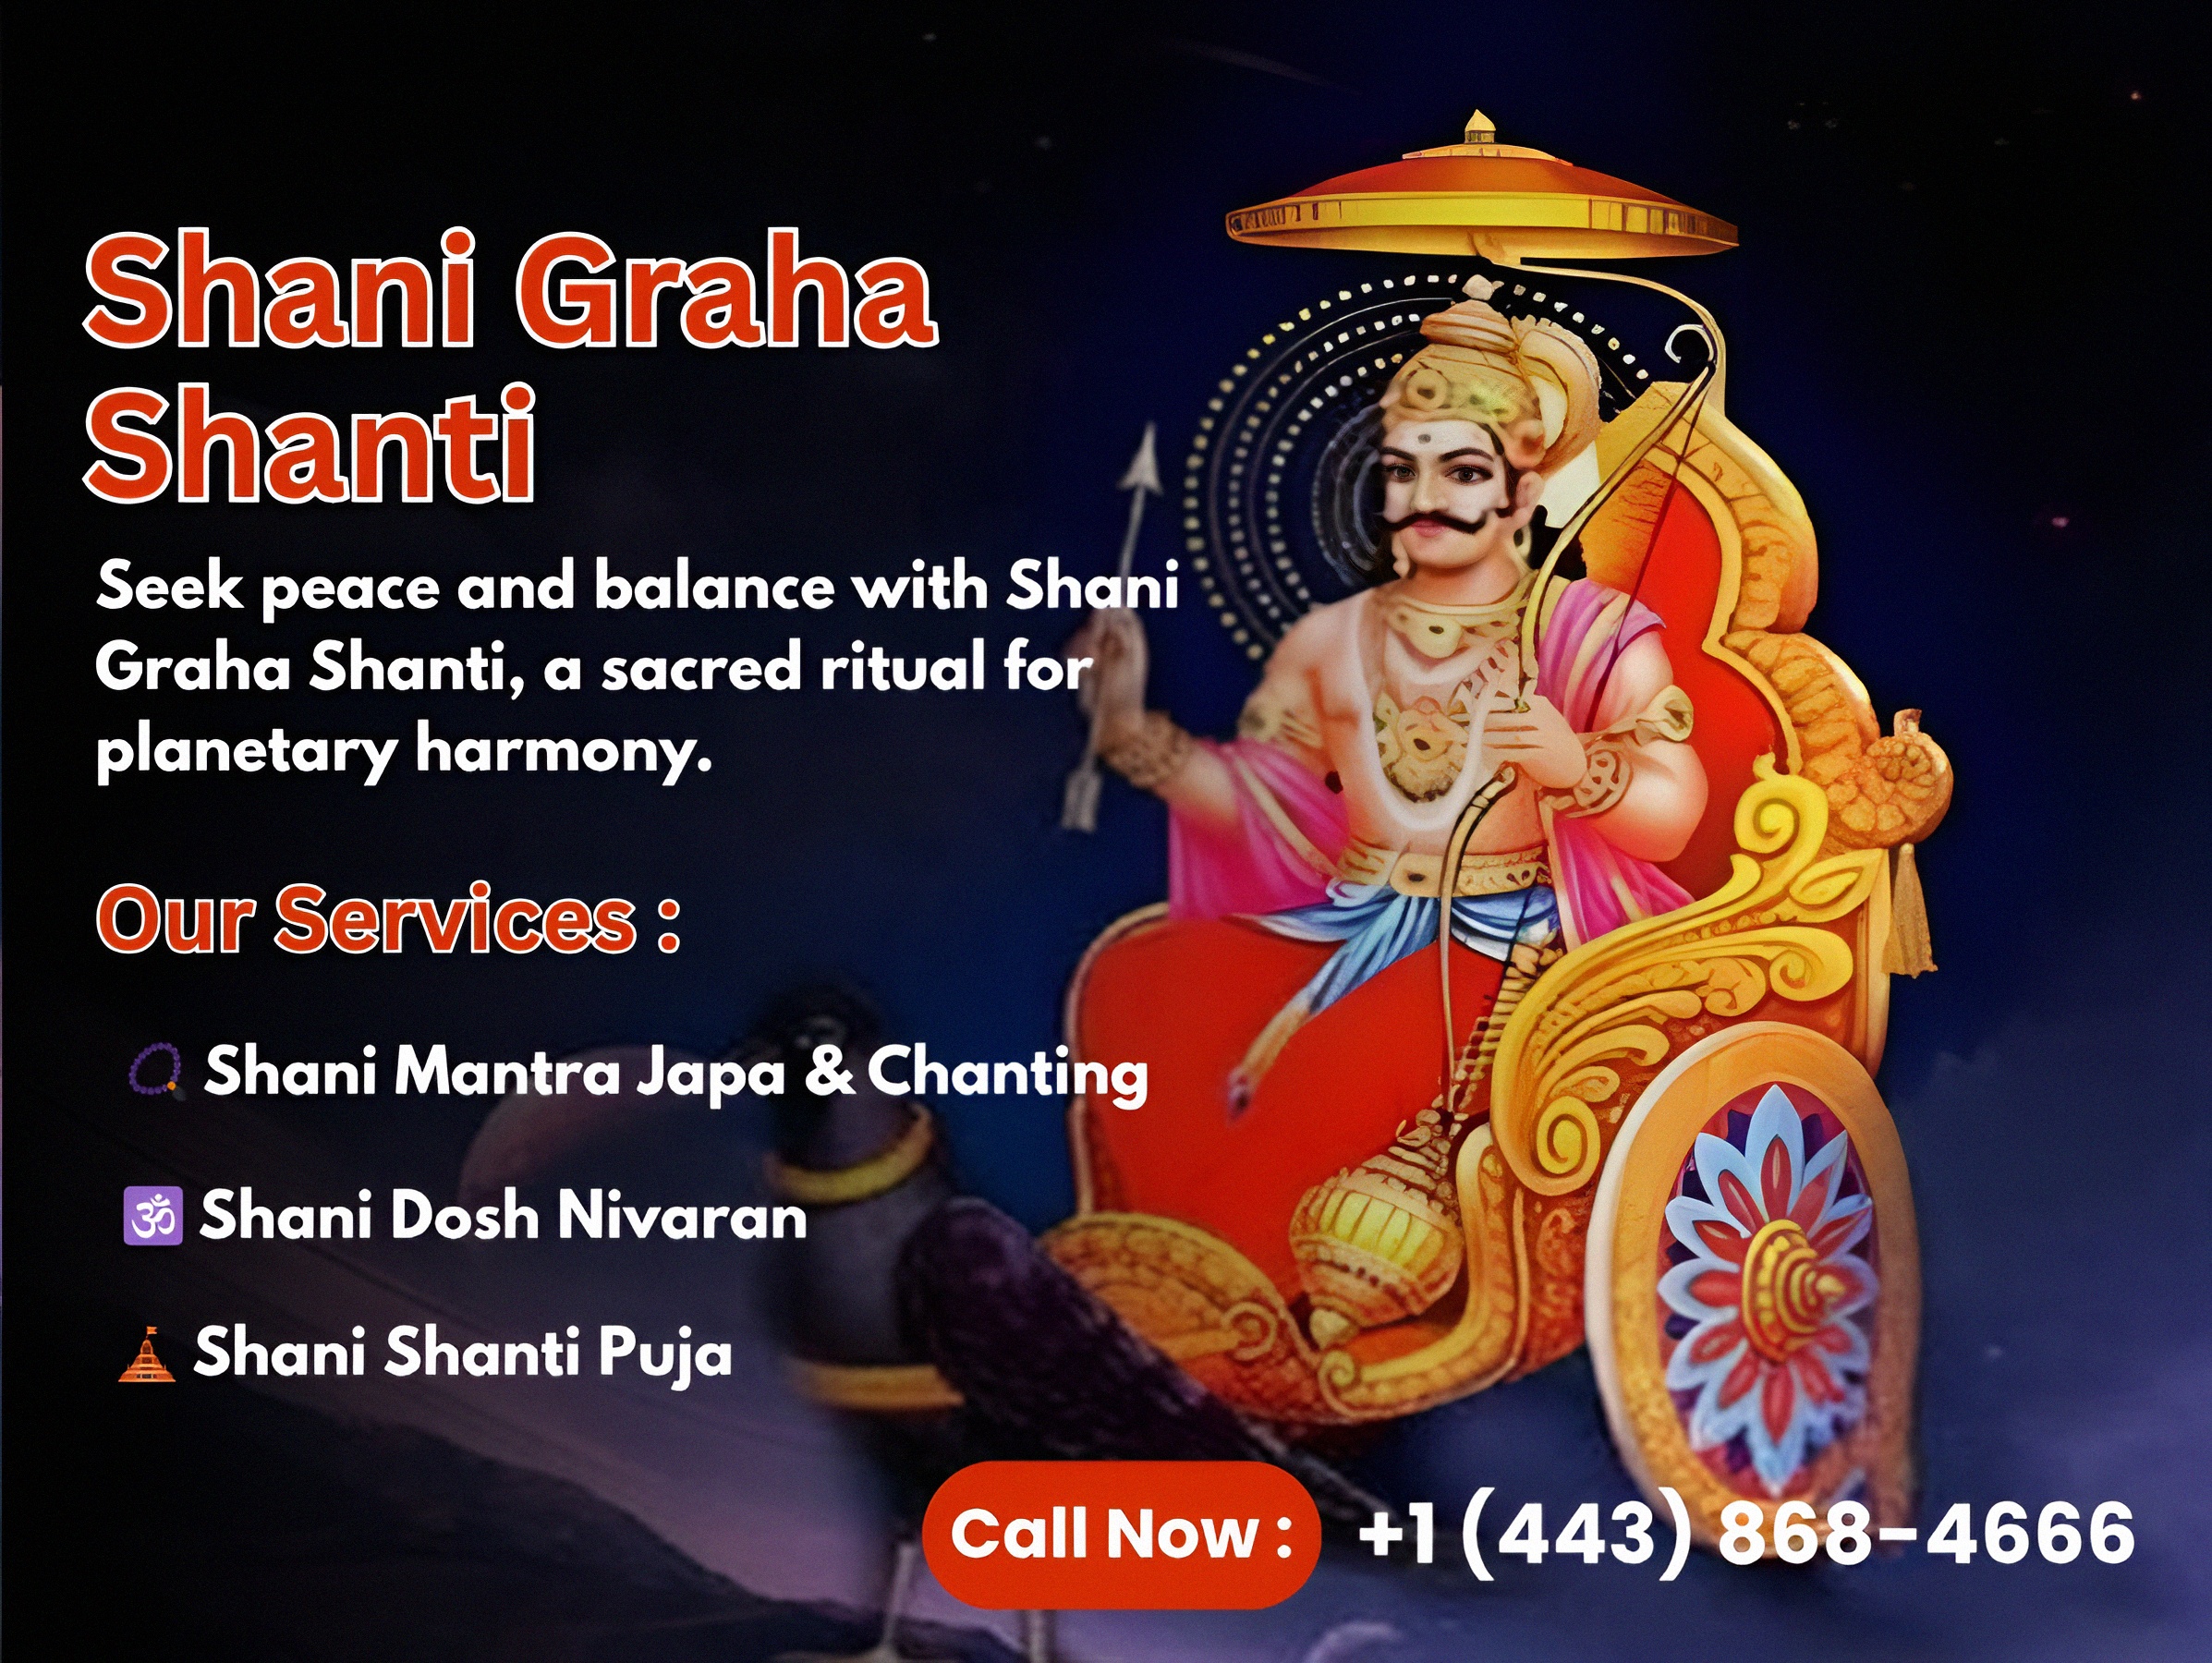 Shani Graha
Shanti
Seek peace and balance with Shani
Graha Shanti, a sacred ritual for
planetary harmony.
Our Services :
Shani Mantra Japa & Chanting
ॐ Shani Dosh Nivaran
Shani Shanti Puja
Call Now : +1 (443) 868-4666